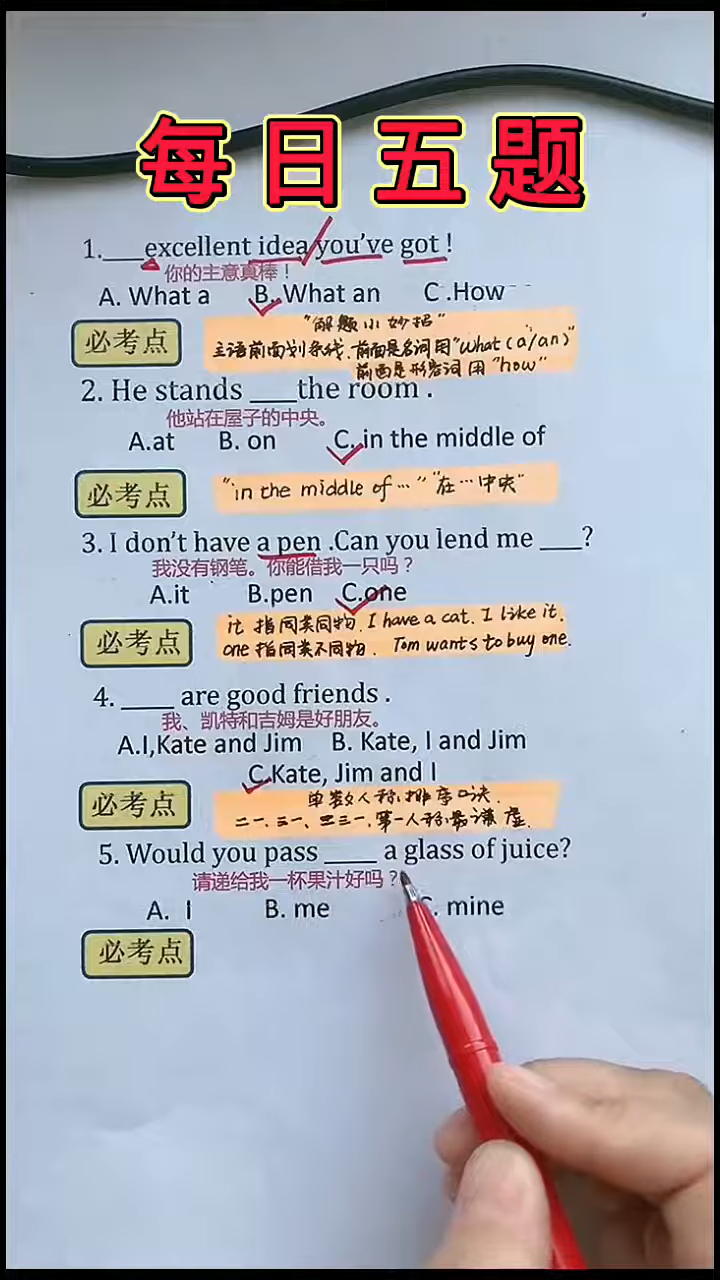 每日五题
1.___excellent idea you've got !
你的主意真棒！
A. What a B. What an C .How
必考点
"解题小妙招"
主语前面划条线,前面是名词用"what(a/an)"
前面是形容词用"how"
2. He stands ___the room .
他站在屋子的中央。
A.at B. on C. in the middle of
必考点
"in the middle of…" "在…中央"
3. I don't have a pen .Can you lend me ___?
我没有钢笔。你能借我一只吗？
A.it B.pen C.one
必考点
it 指同类同物. I have a cat. I like it.
one 指同类不同物. Tom wants to buy one.
4. ____ are good friends .
我、凯特和吉姆是好朋友。
A.I,Kate and Jim B. Kate, I and Jim
C.Kate, Jim and I
必考点
单数人称排序口诀.
二一、三一、二三一,第一人称最谦虚.
5. Would you pass ____ a glass of juice?
请递给我一杯果汁好吗？
A. I B. me C. mine
必考点